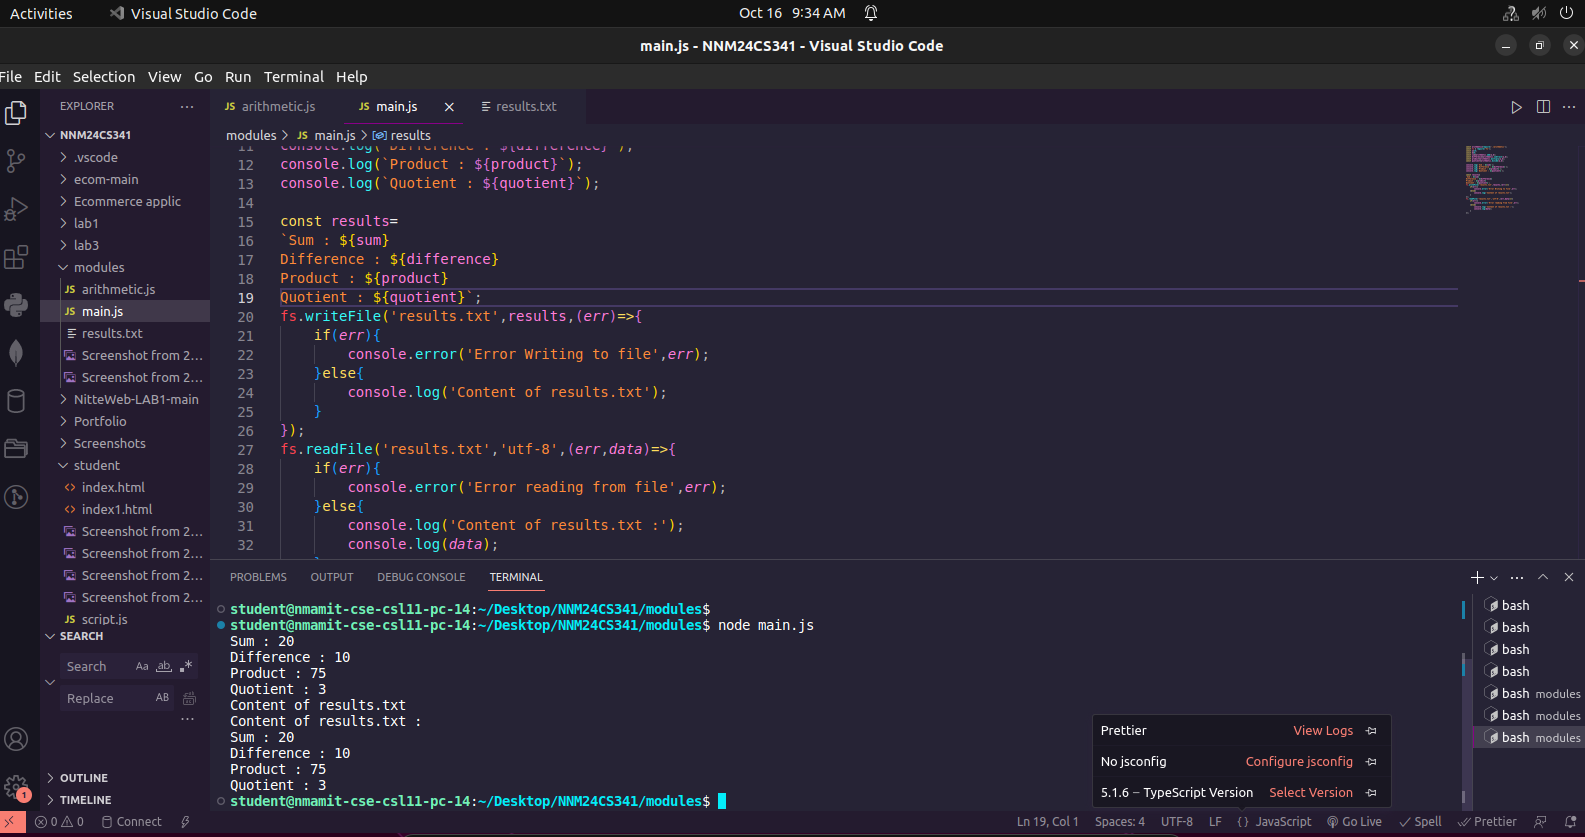 Activities Visual Studio Code Oct 16 9:34 AM
main.js - NNM24CS341 - Visual Studio Code
File Edit Selection View Go Run Terminal Help
EXPLORER
NNM24CS341
.vscode
ecom-main
Ecommerce applic
lab1
lab3
modules
JS arithmetic.js
JS main.js
results.txt
Screenshot from 2...
Screenshot from 2...
NitteWeb-LAB1-main
Portfolio
Screenshots
student
index.html
index1.html
Screenshot from 2...
Screenshot from 2...
Screenshot from 2...
Screenshot from 2...
JS script.js
SEARCH
Search Aa ab .*
Replace AB
OUTLINE
TIMELINE
JS arithmetic.js JS main.js results.txt
modules > JS main.js > results
11 console.log(`Difference : ${difference}`);
12 console.log(`Product : ${product}`);
13 console.log(`Quotient : ${quotient}`);
14
15 const results=
16 `Sum : ${sum}
17 Difference : ${difference}
18 Product : ${product}
19 Quotient : ${quotient}`;
20 fs.writeFile('results.txt',results,(err)=>{
21 if(err){
22 console.error('Error Writing to file',err);
23 }else{
24 console.log('Content of results.txt');
25 }
26 });
27 fs.readFile('results.txt','utf-8',(err,data)=>{
28 if(err){
29 console.error('Error reading from file',err);
30 }else{
31 console.log('Content of results.txt :');
32 console.log(data);
PROBLEMS OUTPUT DEBUG CONSOLE TERMINAL
student@nmamit-cse-csl11-pc-14:~/Desktop/NNM24CS341/modules$
student@nmamit-cse-csl11-pc-14:~/Desktop/NNM24CS341/modules$ node main.js
Sum : 20
Difference : 10
Product : 75
Quotient : 3
Content of results.txt
Content of results.txt :
Sum : 20
Difference : 10
Product : 75
Quotient : 3
student@nmamit-cse-csl11-pc-14:~/Desktop/NNM24CS341/modules$
bash
bash
bash
bash
bash modules
bash modules
bash modules
Prettier View Logs
No jsconfig Configure jsconfig
5.1.6 – TypeScript Version Select Version
1
0 0 Connect Ln 19, Col 1 Spaces: 4 UTF-8 LF {} JavaScript Go Live Spell Prettier